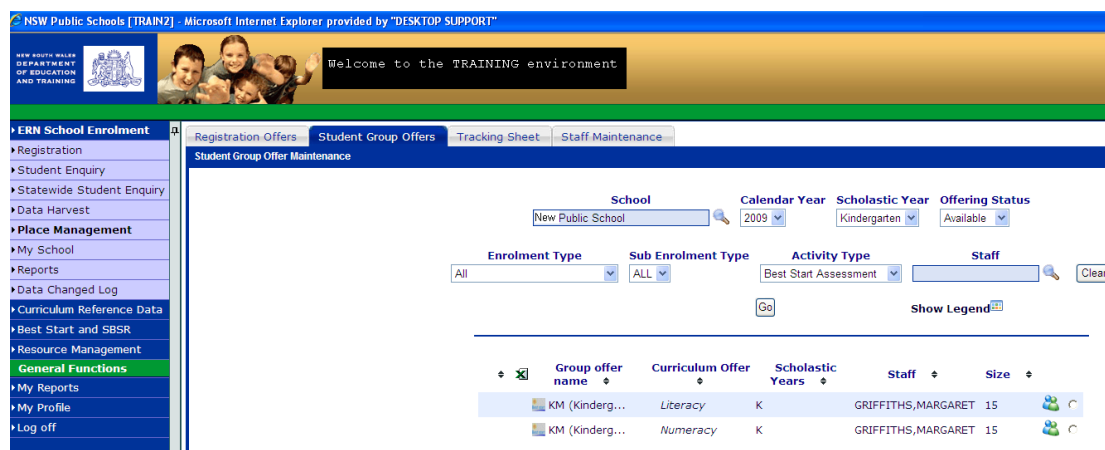 NSW Public Schools [TRAIN2] - Microsoft Internet Explorer provided by "DESKTOP SUPPORT"
NEW SOUTH WALES
DEPARTMENT
OF EDUCATION
AND TRAINING
Welcome to the TRAINING environment
ERN School Enrolment
Registration
Student Enquiry
Statewide Student Enquiry
Data Harvest
Place Management
My School
Reports
Data Changed Log
Curriculum Reference Data
Best Start and SBSR
Resource Management
General Functions
My Reports
My Profile
Log off
Registration Offers Student Group Offers Tracking Sheet Staff Maintenance
Student Group Offer Maintenance
School Calendar Year Scholastic Year Offering Status
New Public School 2009 Kindergarten Available
Enrolment Type Sub Enrolment Type Activity Type Staff
All ALL Best Start Assessment Clear
Go Show Legend
Group offer name Curriculum Offer Scholastic Years Staff Size
KM (Kinderg... Literacy K GRIFFITHS,MARGARET 15
KM (Kinderg... Numeracy K GRIFFITHS,MARGARET 15